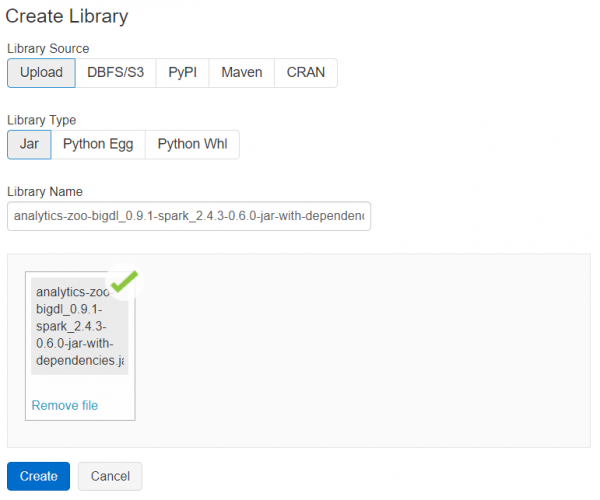 Create Library
Library Source
Upload DBFS/S3 PyPI Maven CRAN
Library Type
Jar Python Egg Python Whl
Library Name
analytics-zoo-bigdl_0.9.1-spark_2.4.3-0.6.0-jar-with-dependenc
analytics-zoo-
bigdl_0.9.1-
spark_2.4.3-
0.6.0-jar-with-
dependencies.ja
Remove file
Create Cancel